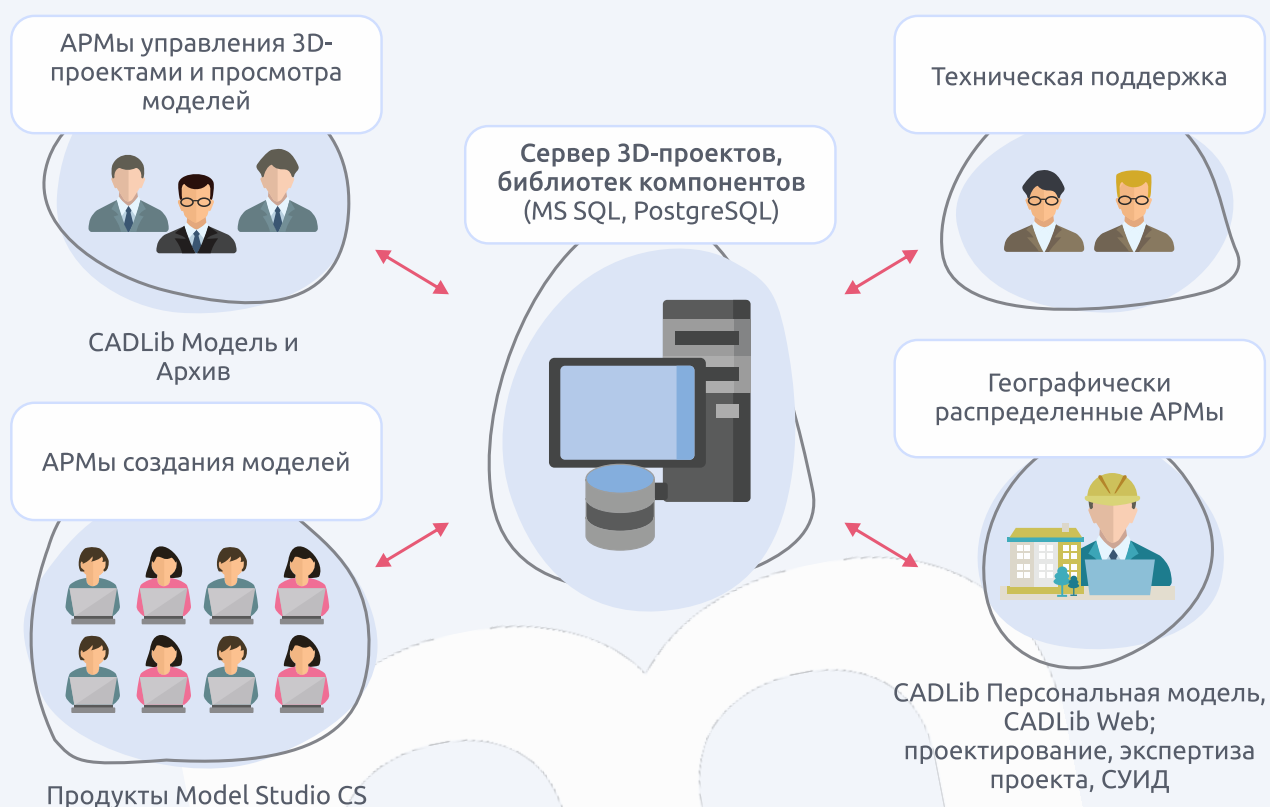 АРМы управления 3D-
проектами и просмотра
моделей
CADLib Модель и
Архив
АРМы создания моделей
Продукты Model Studio CS
Сервер 3D-проектов,
библиотек компонентов
(MS SQL, PostgreSQL)
Техническая поддержка
Географически
распределенные АРМы
CADLib Персональная модель,
CADLib Web;
проектирование, экспертиза
проекта, СУИД